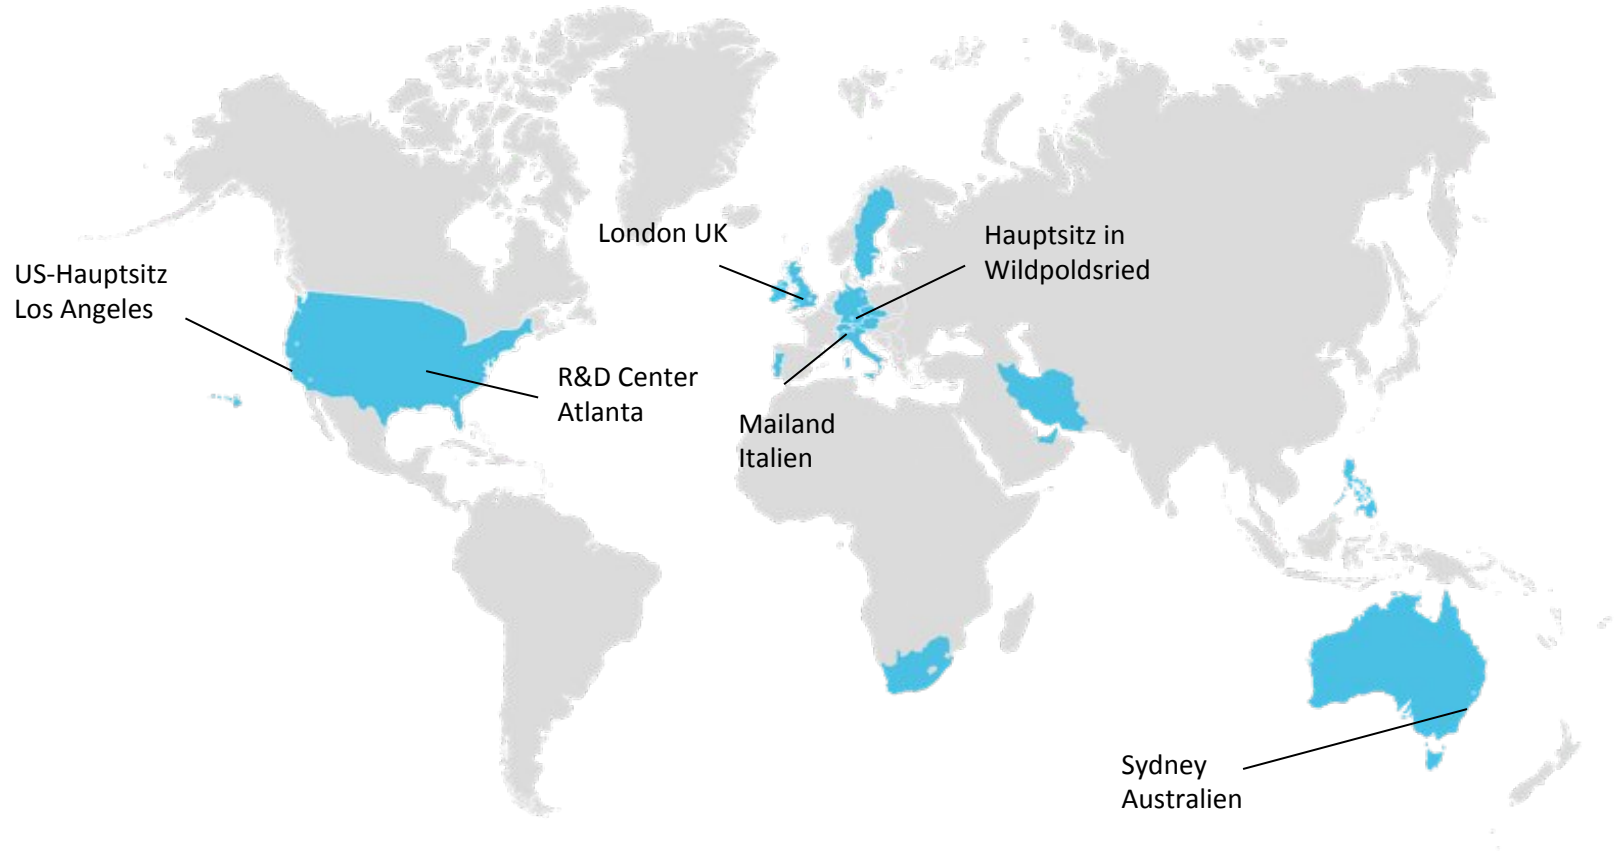 London UK
Hauptsitz in
Wildpoldsried
US-Hauptsitz
Los Angeles
R&D Center
Atlanta
Mailand
Italien
Sydney
Australien